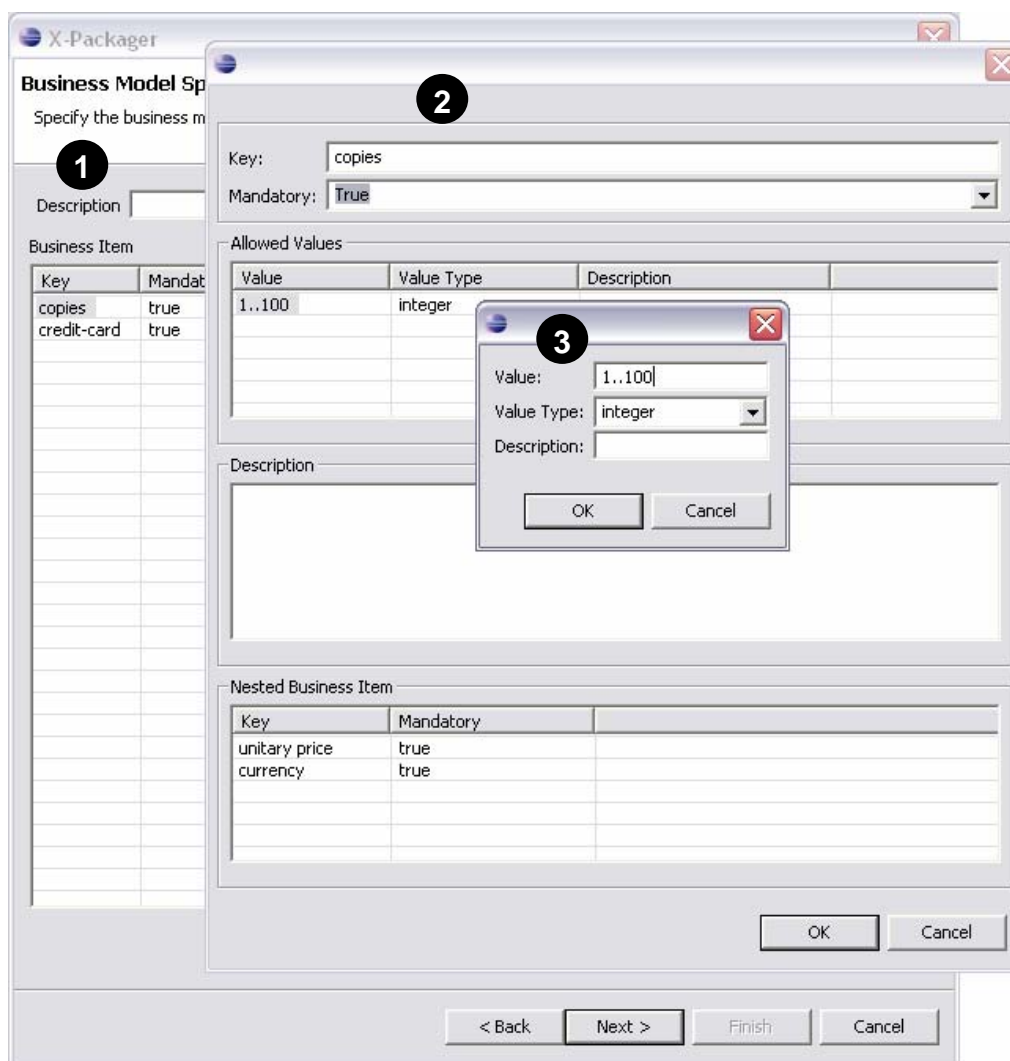 X-Packager
Business Model Sp
Specify the business m
1
Description
Business Item
Key Mandat
copies true
credit-card true
2
Key: copies
Mandatory: True
Allowed Values
Value Value Type Description
1..100 integer
3
Value: 1..100
Value Type: integer
Description:
OK Cancel
Description
Nested Business Item
Key Mandatory
unitary price true
currency true
OK Cancel
< Back Next > Finish Cancel